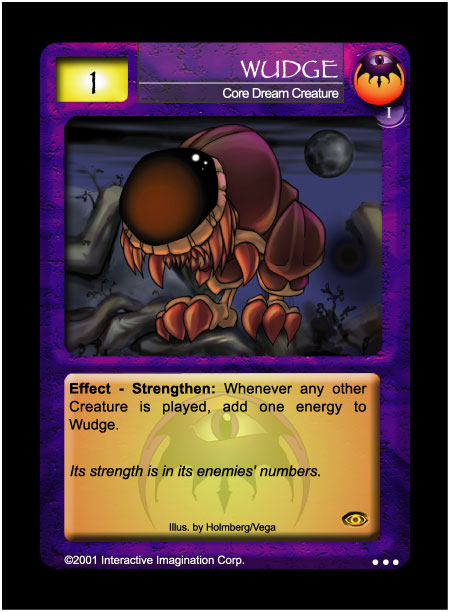 1
WUDGE
Core Dream Creature
I
Effect - Strengthen: Whenever any other
Creature is played, add one energy to
Wudge.
Its strength is in its enemies' numbers.
Illus. by Holmberg/Vega
©2001 Interactive Imagination Corp.